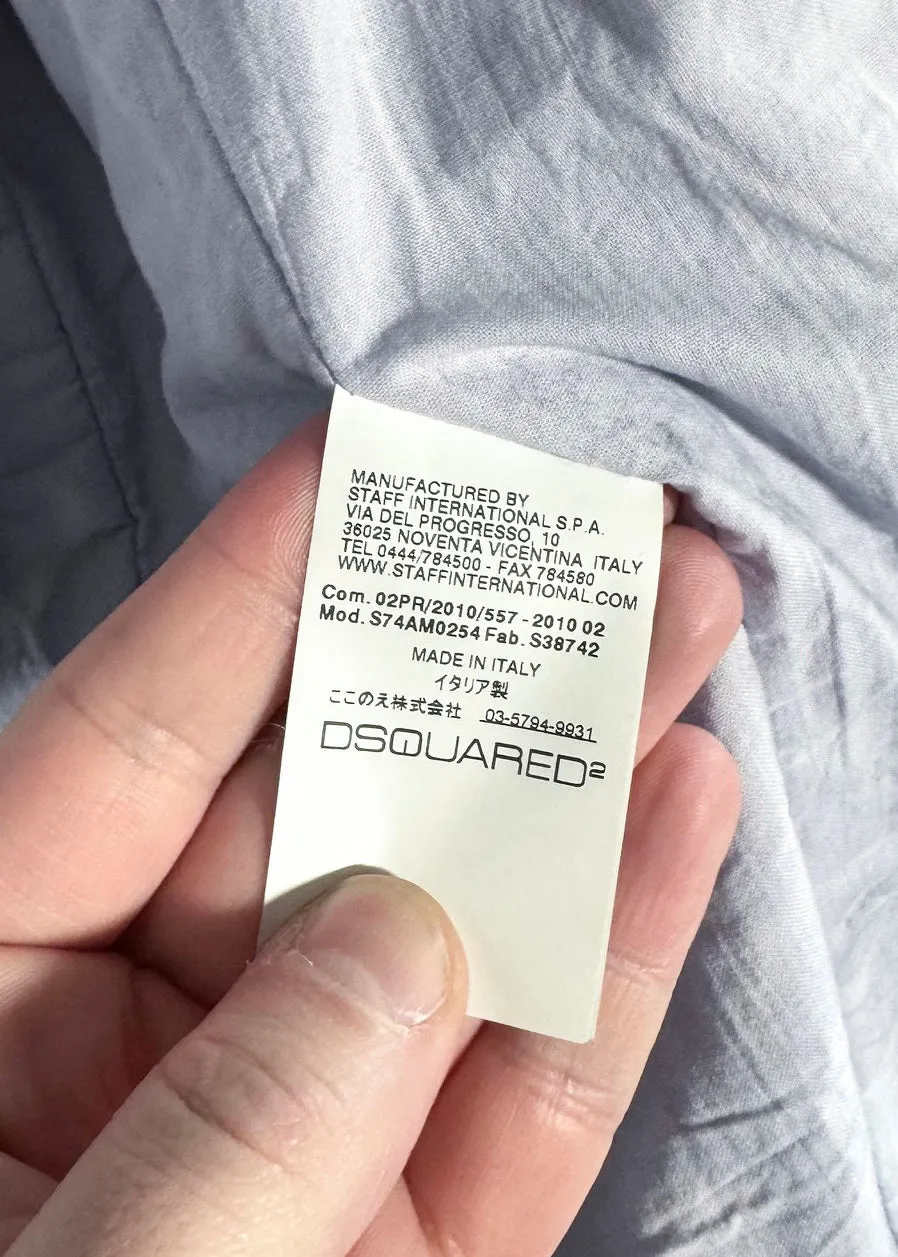 MANUFACTURED BY
STAFF INTERNATIONAL S.P.A.
VIA DEL PROGRESSO, 10
36025 NOVENTA VICENTINA ITALY
TEL 0444/784500 - FAX 784580
WWW.STAFFINTERNATIONAL.COM
Com. 02PR/2010/557 - 2010 02
Mod. S74AM0254 Fab. S38742
MADE IN ITALY
イタリア製
ここのえ株式会社 03-5794-9931
DSQUARED2